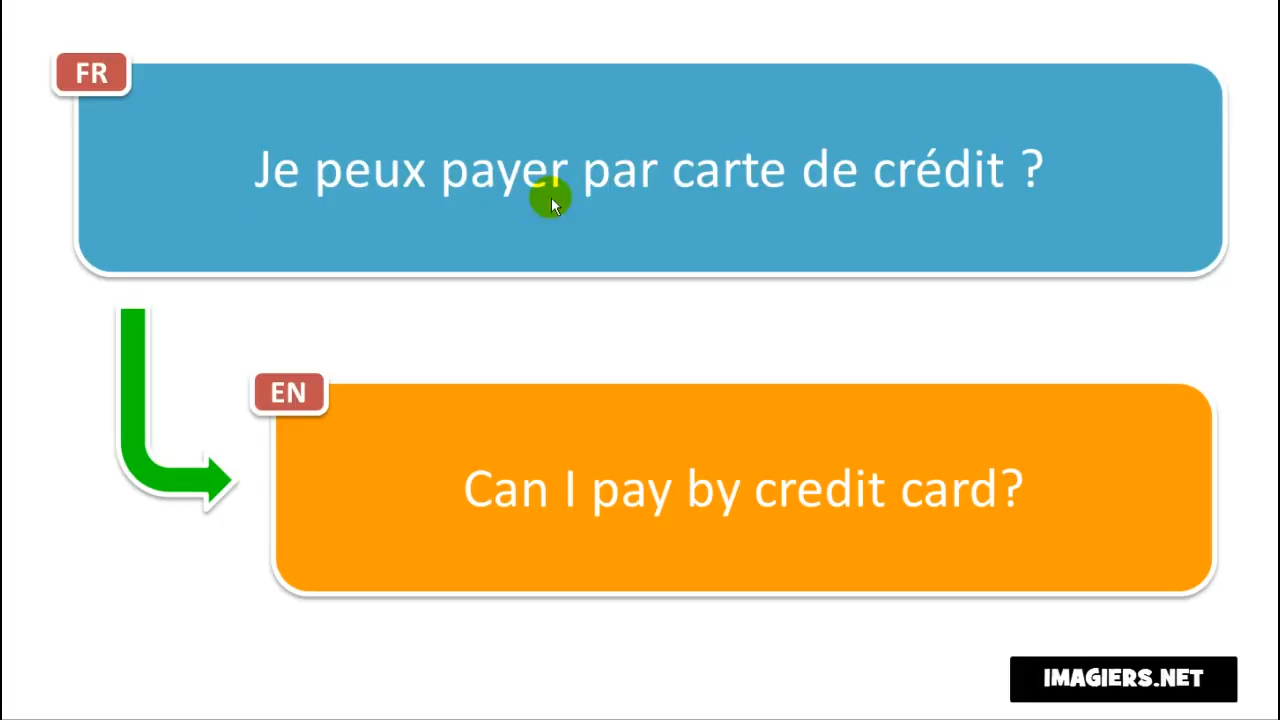 FR
Je peux payer par carte de crédit ?
EN
Can I pay by credit card?
IMAGIERS.NET